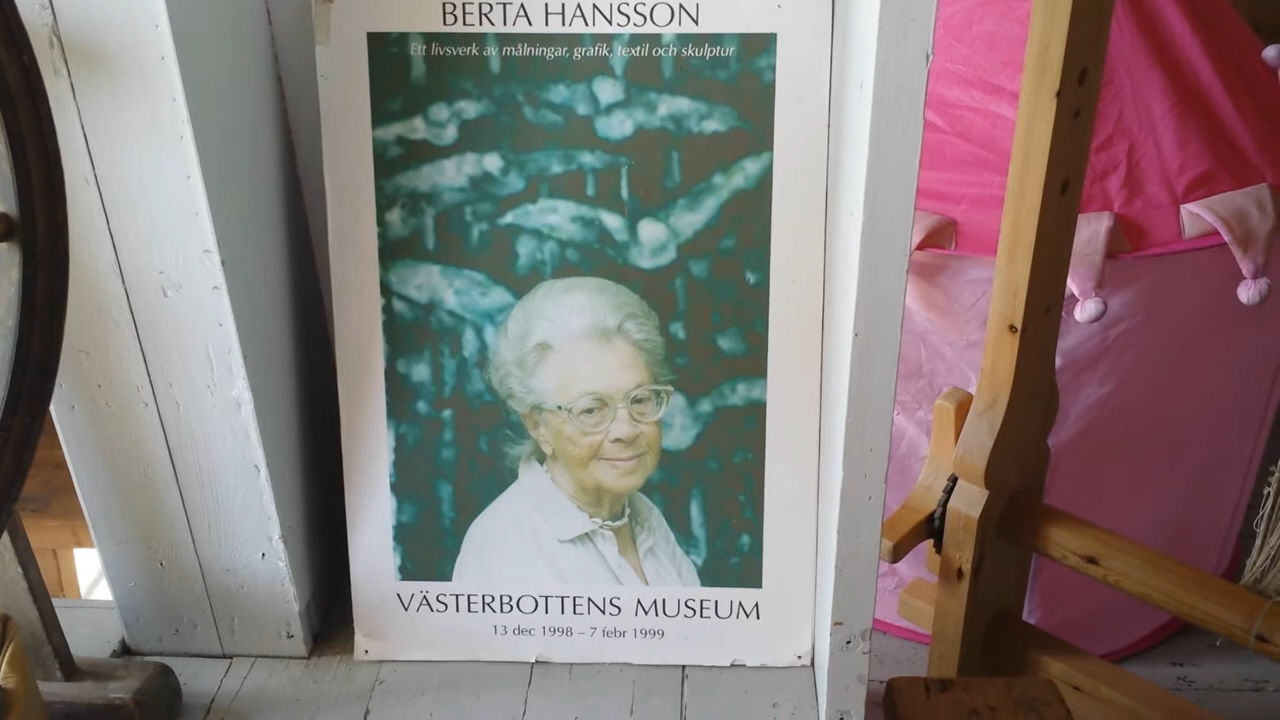 BERTA HANSSON
Ett livsverk av målningar, grafik, textil och skulptur
VÄSTERBOTTENS MUSEUM
13 dec 1998 – 7 febr 1999